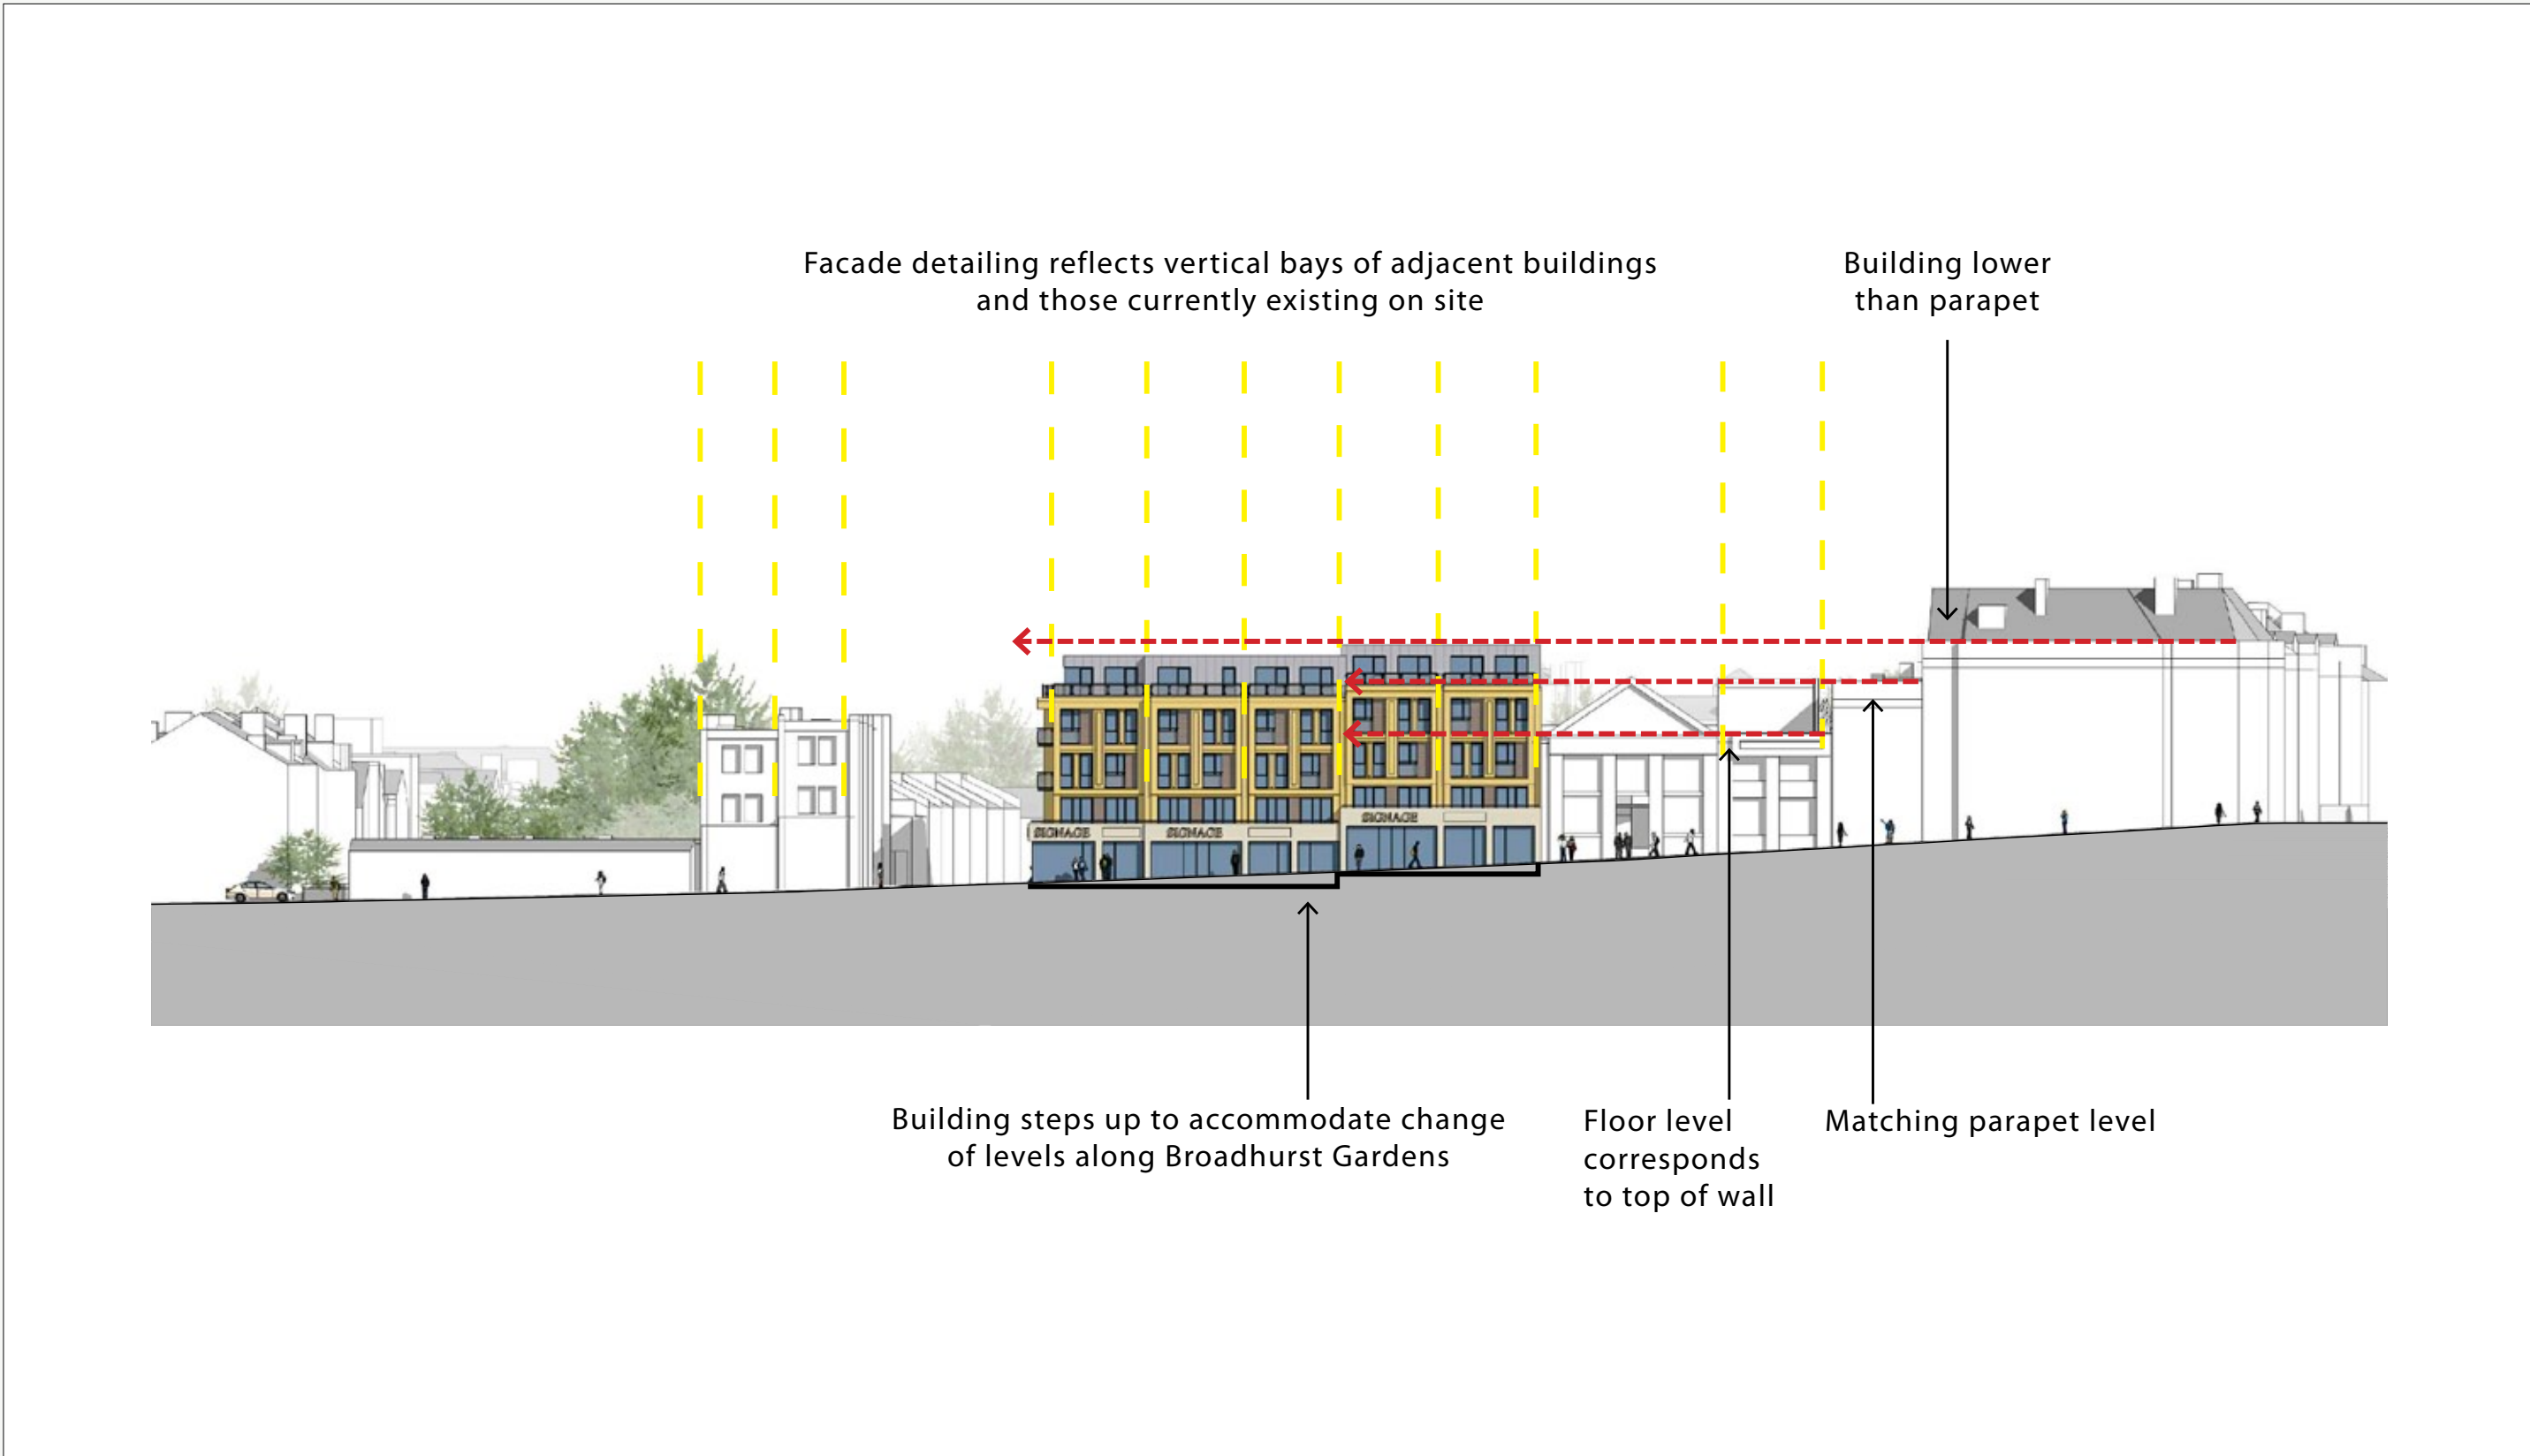 Facade detailing reflects vertical bays of adjacent buildings
and those currently existing on site
Building lower
than parapet
SIGNAGE
SIGNAGE
SIGNAGE
Building steps up to accommodate change
of levels along Broadhurst Gardens
Floor level
corresponds
to top of wall
Matching parapet level